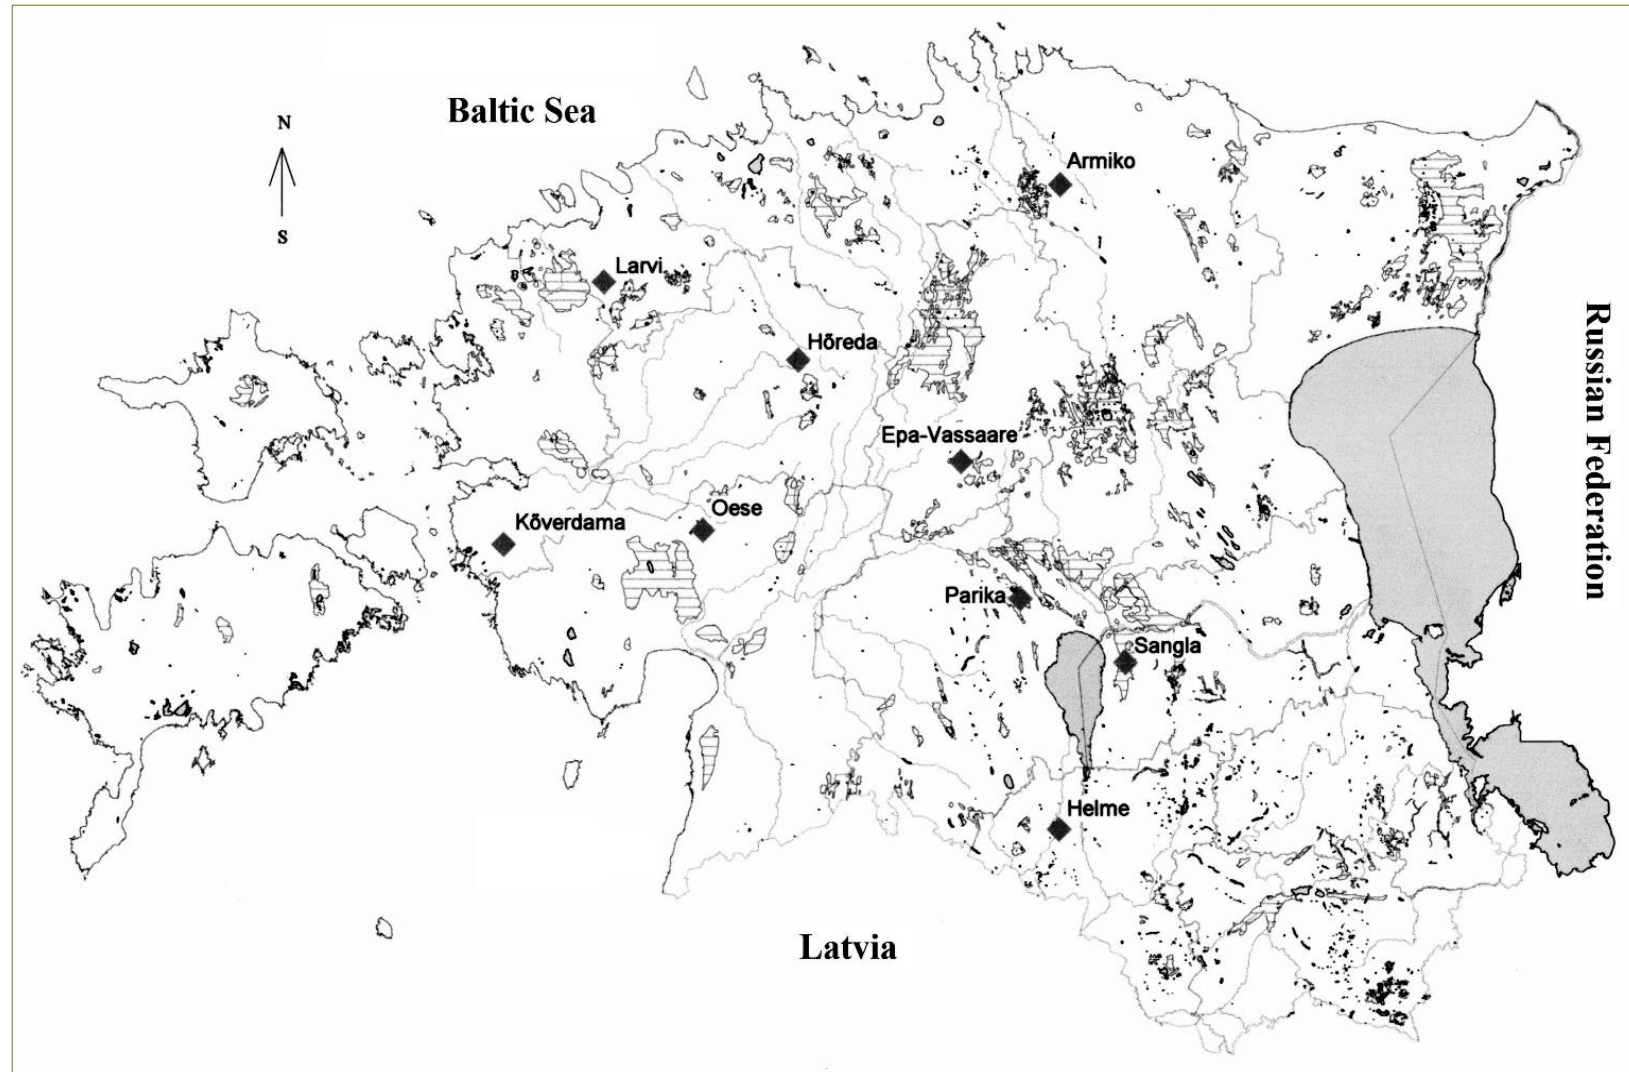 Baltic Sea
N
S
Armiko
Larvi
Hõreda
Russian Federation
Epa-Vassaare
Oese
Kõverdama
Parika
Sangla
Helme
Latvia